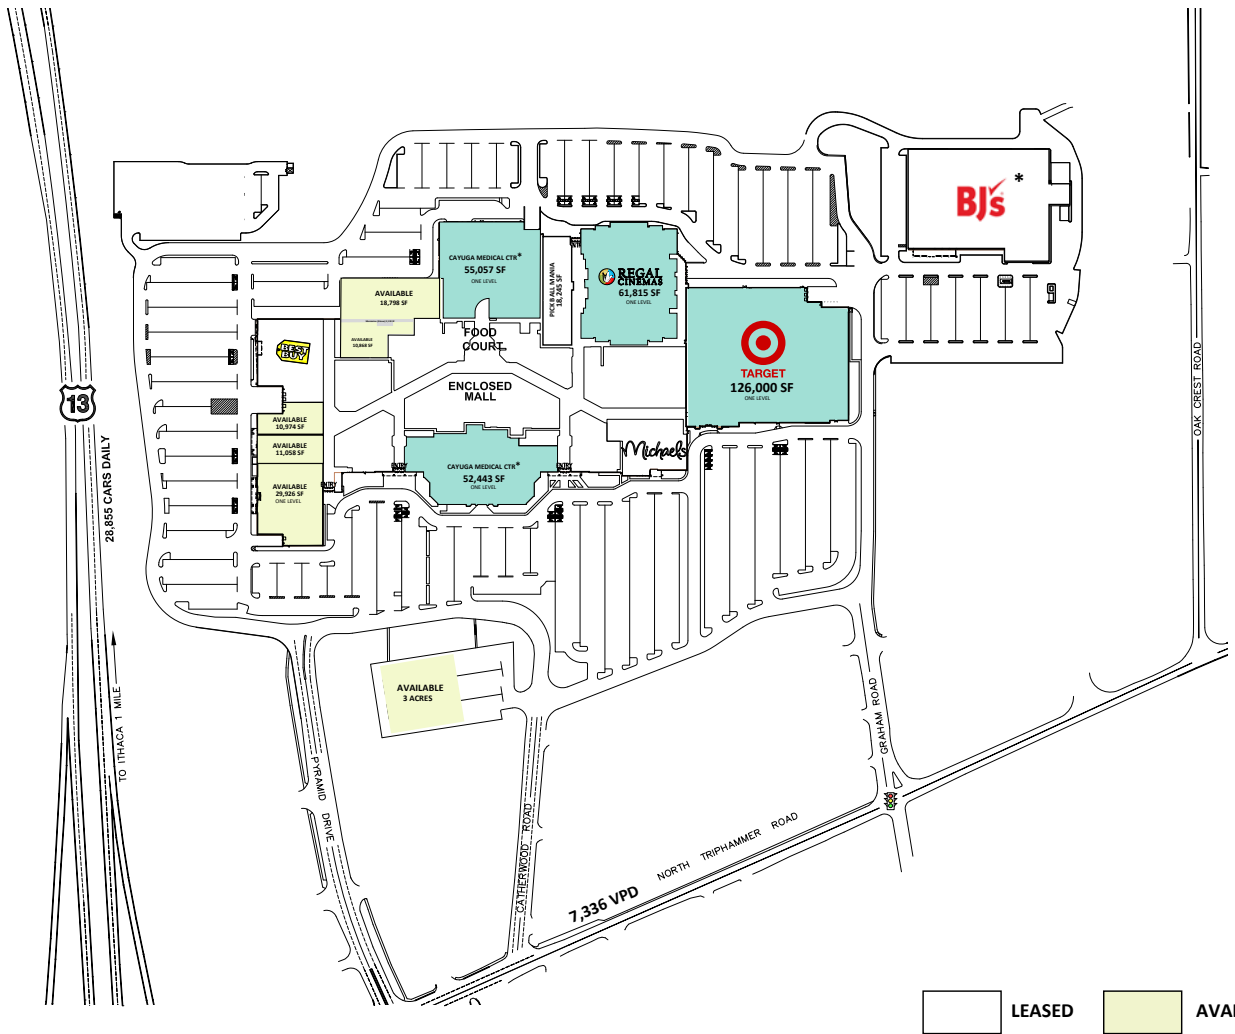 BJ's *
CAYUGA MEDICAL CTR*
55,057 SF
ONE LEVEL
PICKBALL MANIA
18,245 SF
REGAL
CINEMAS
61,815 SF
ONE LEVEL
AVAILABLE
18,798 SF
AVAILABLE
10,868 SF
FOOD
COURT
BEST
BUY
TARGET
126,000 SF
ONE LEVEL
ENCLOSED
MALL
13
28,855 CARS DAILY
OAK CREST ROAD
AVAILABLE
10,974 SF
AVAILABLE
11,058 SF
AVAILABLE
29,926 SF
ONE LEVEL
ENTRY
ENTRY
ENTRY
CAYUGA MEDICAL CTR*
52,443 SF
ONE LEVEL
Michaels
AVAILABLE
3 ACRES
TO ITHACA 1 MILE
PYRAMID DRIVE
CATHERWOOD ROAD
GRAHAM ROAD
NORTH TRIPHAMMER ROAD
7,336 VPD
LEASED
AVAI